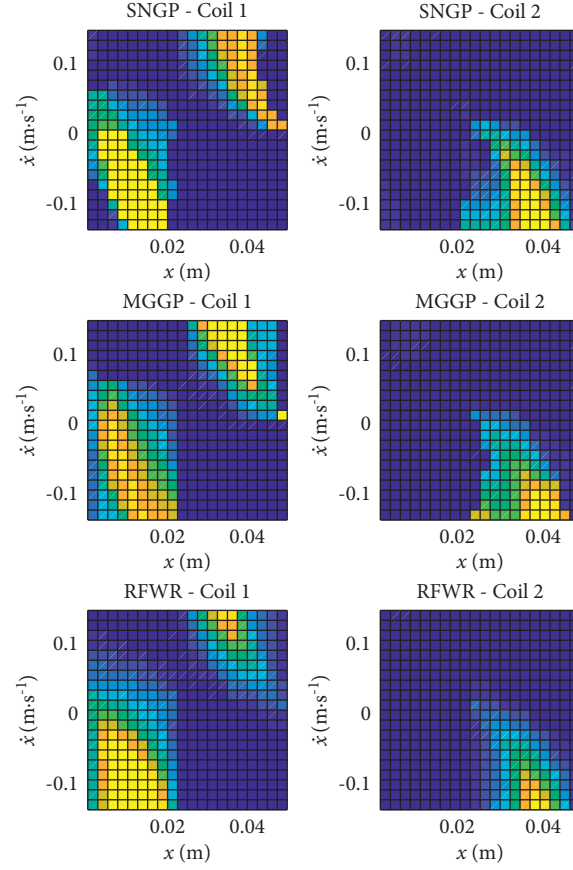 SNGP - Coil 1
SNGP - Coil 2
0.1
0
-0.1
ẋ (m·s⁻¹)
0.02
0.04
x (m)
0.1
0
-0.1
ẋ (m·s⁻¹)
0.02
0.04
x (m)
MGGP - Coil 1
MGGP - Coil 2
0.1
0
-0.1
ẋ (m·s⁻¹)
0.02
0.04
x (m)
0.1
0
-0.1
ẋ (m·s⁻¹)
0.02
0.04
x (m)
RFWR - Coil 1
RFWR - Coil 2
0.1
0
-0.1
ẋ (m·s⁻¹)
0.02
0.04
x (m)
0.1
0
-0.1
ẋ (m·s⁻¹)
0.02
0.04
x (m)